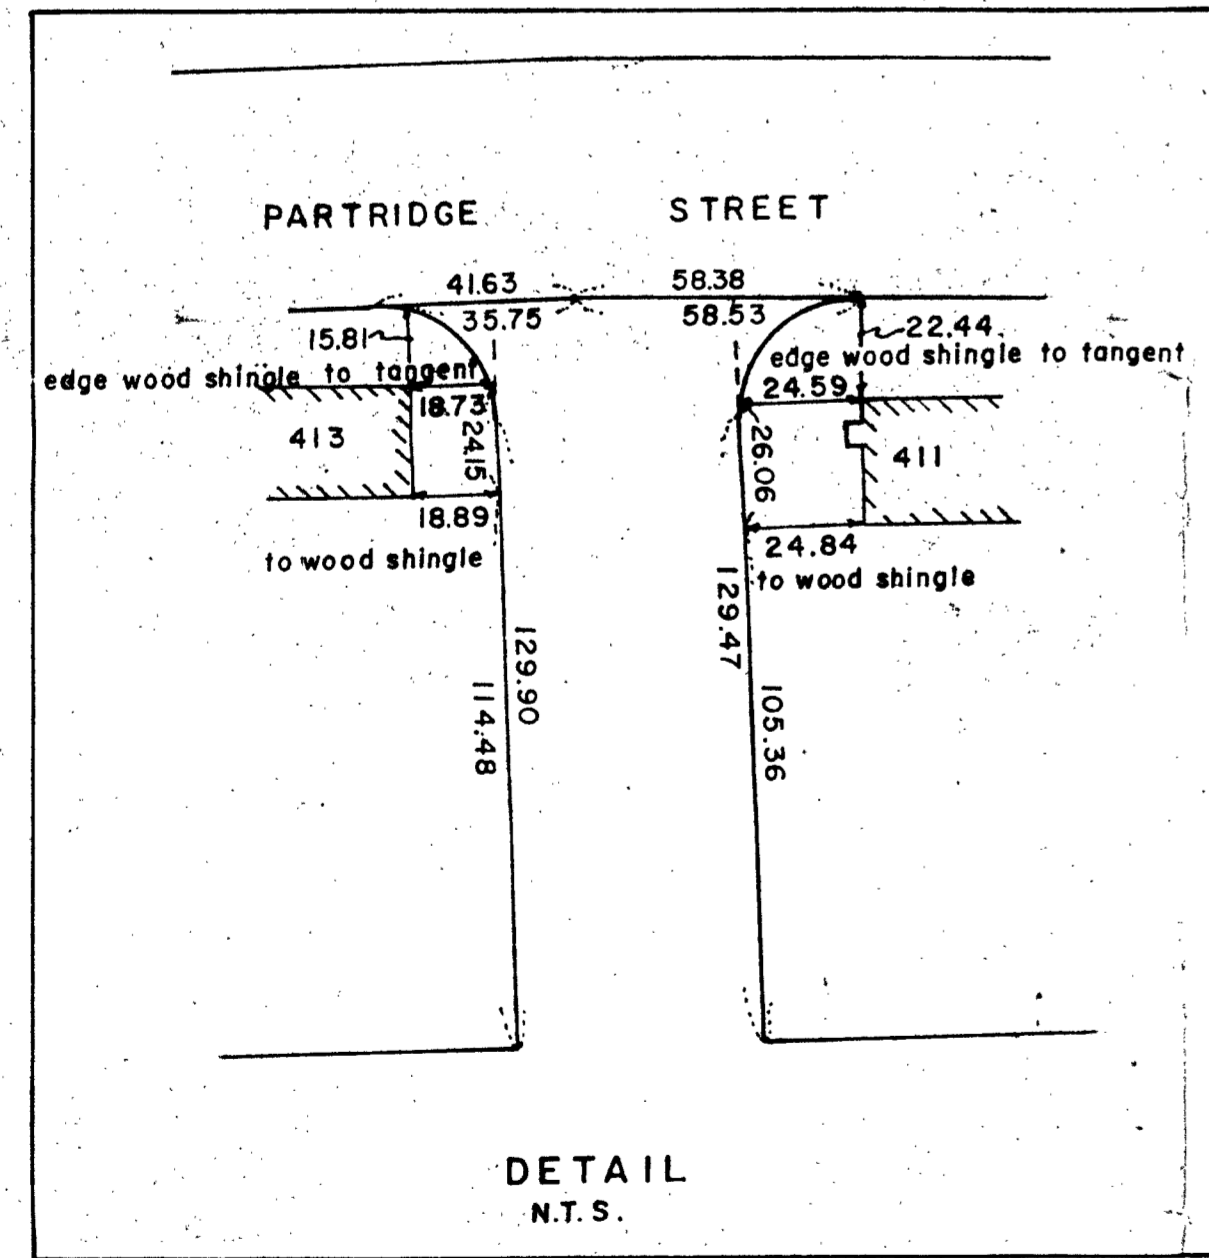 PARTRIDGE STREET
41.63 58.38
35.75 58.53
15.81 22.44
edge wood shingle to tangent
edge wood shingle to tangent
18.73 24.59
413 24.15 26.06 411
18.89 24.84
to wood shingle
to wood shingle
129.90 129.47
114.48 105.36
DETAIL
N.T.S.